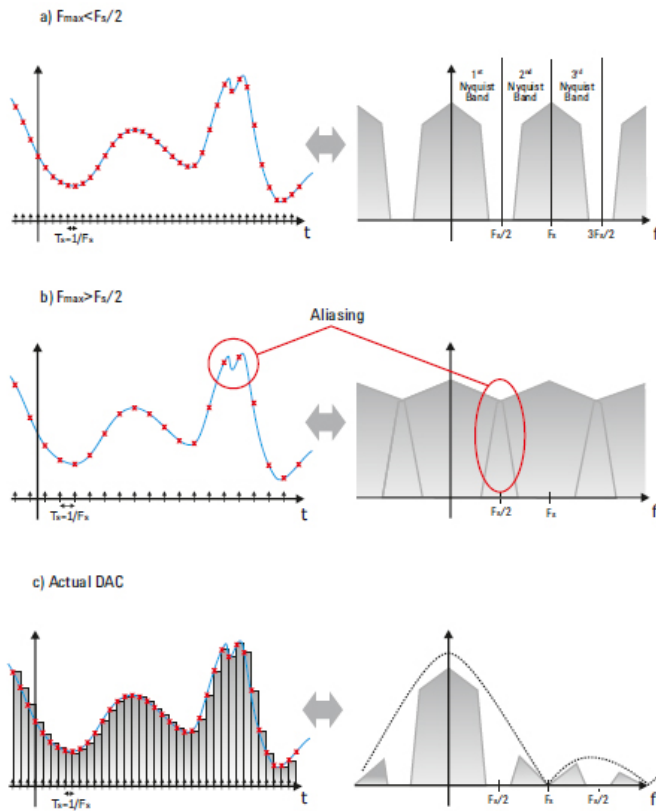 a) Fmax<Fs/2
1st
Nyquist
Band
2nd
Nyquist
Band
3rd
Nyquist
Band
t
Ts=1/Fs
Fs/2
Fs
3Fs/2
f
b) Fmax>Fs/2
Aliasing
t
Ts=1/Fs
Fs/2
Fs
f
c) Actual DAC
t
Ts=1/Fs
Fs/2
Fs
Fs/2
f